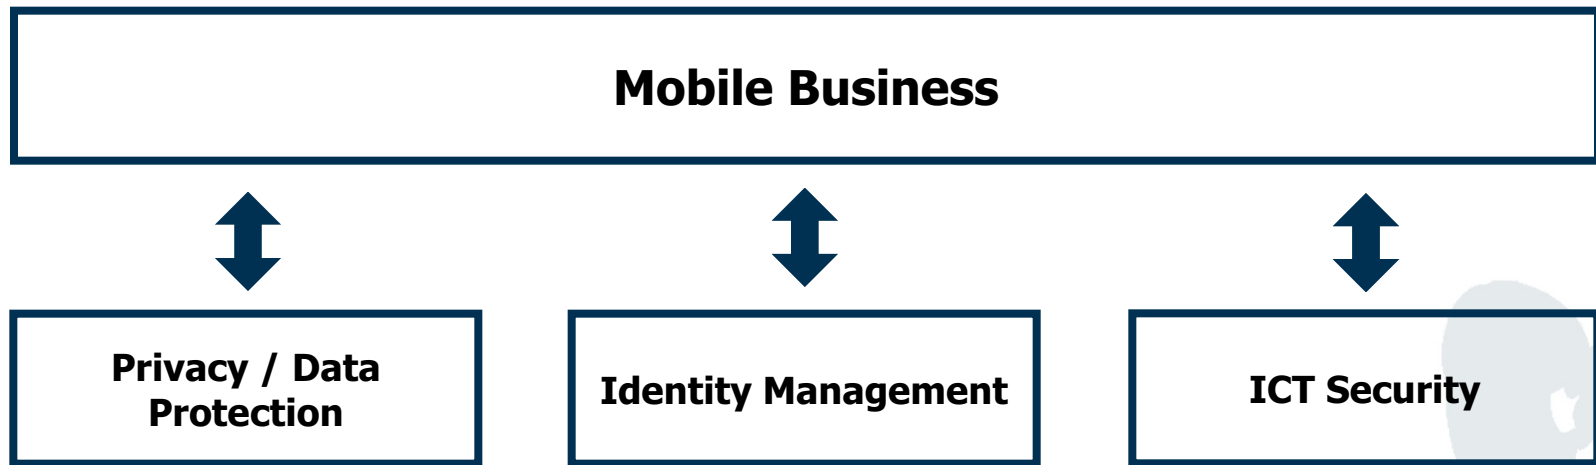 Mobile Business
Privacy / Data
Protection
Identity Management
ICT Security